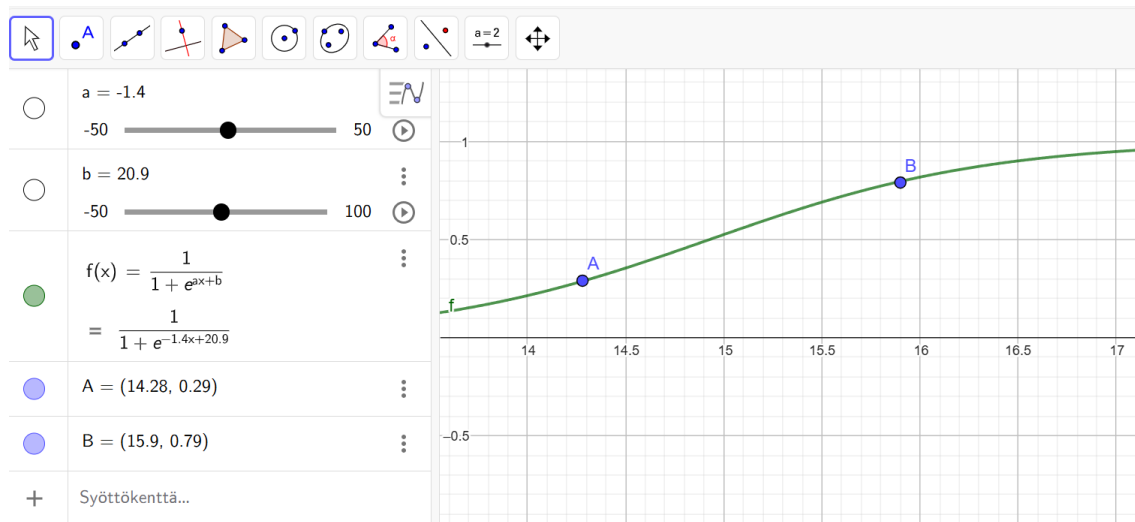 A
α
a=2
a = -1.4
-50 50
b = 20.9
-50 100
f(x) = 1 / (1 + e^(ax+b))
= 1 / (1 + e^(-1.4x+20.9))
A = (14.28, 0.29)
B = (15.9, 0.79)
+ Syöttökenttä...
1
B
0.5
A
f
14 14.5 15 15.5 16 16.5 17
-0.5